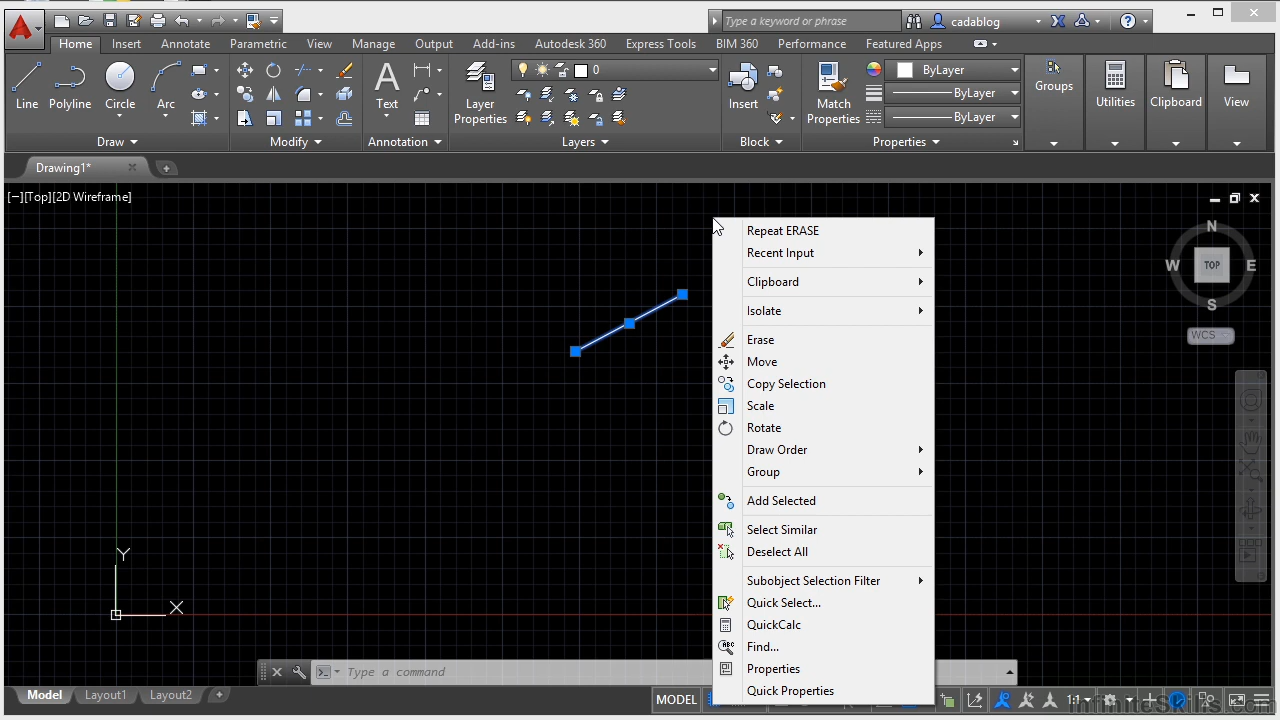 Type a keyword or phrase
cadablog
Home Insert Annotate Parametric View Manage Output Add-ins Autodesk 360 Express Tools BIM 360 Performance Featured Apps
Line Polyline Circle Arc
Text
Layer Properties
0
Insert
Match Properties
ByLayer
ByLayer
ByLayer
Groups Utilities Clipboard View
Draw Modify Annotation Layers Block Properties
Drawing1*
[−][Top][2D Wireframe]
N
W TOP E
S
WCS
Repeat ERASE
Recent Input
Clipboard
Isolate
Erase
Move
Copy Selection
Scale
Rotate
Draw Order
Group
Add Selected
Select Similar
Deselect All
Subobject Selection Filter
Quick Select...
QuickCalc
Find...
Properties
Quick Properties
Y
X
Type a command
Model Layout1 Layout2
MODEL
1:1
InfiniteSkills.com